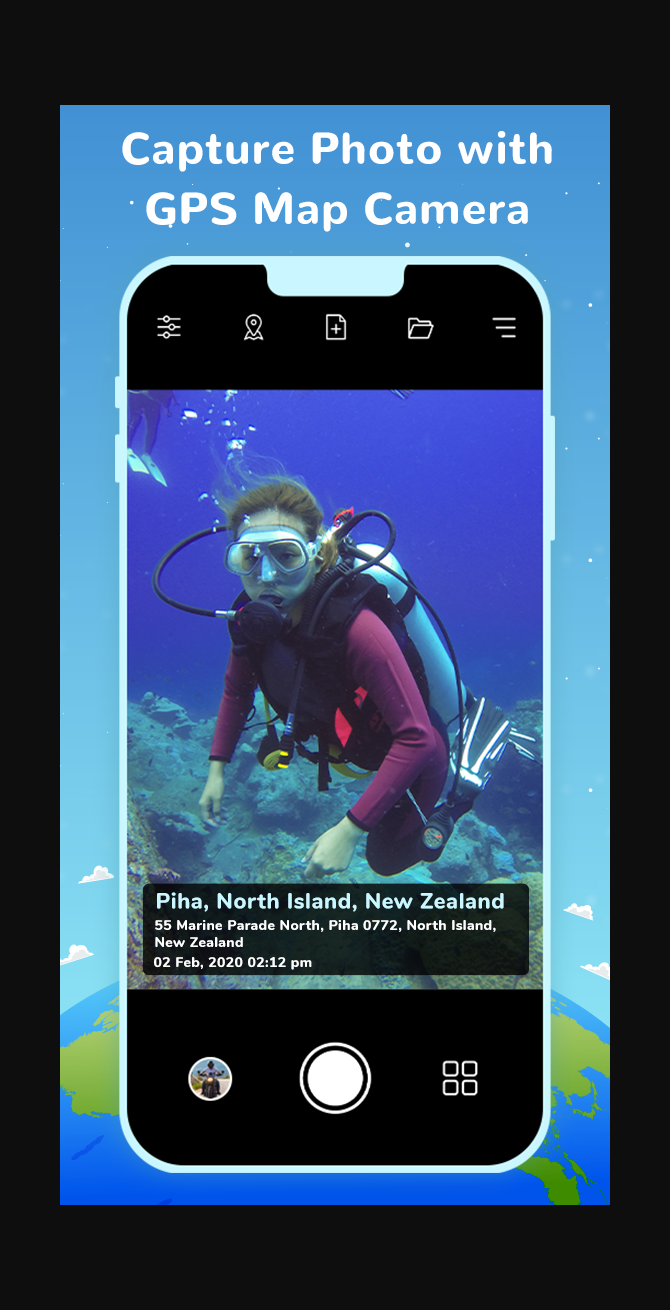 Capture Photo with
GPS Map Camera
Piha, North Island, New Zealand
55 Marine Parade North, Piha 0772, North Island,
New Zealand
02 Feb, 2020 02:12 pm